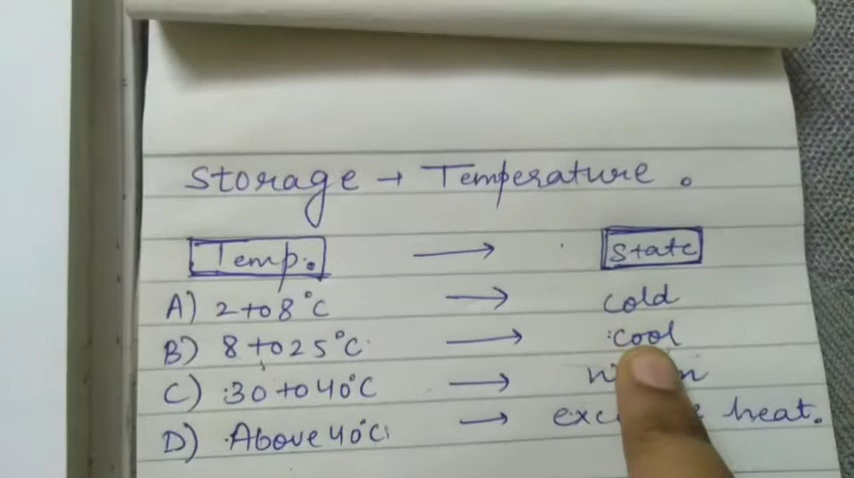 Storage → Temperature.
Temp. → State
A) 2 to 8°C → cold
B) 8 to 25°C → cool
C) 30 to 40°C →
D) Above 40°C → heat.